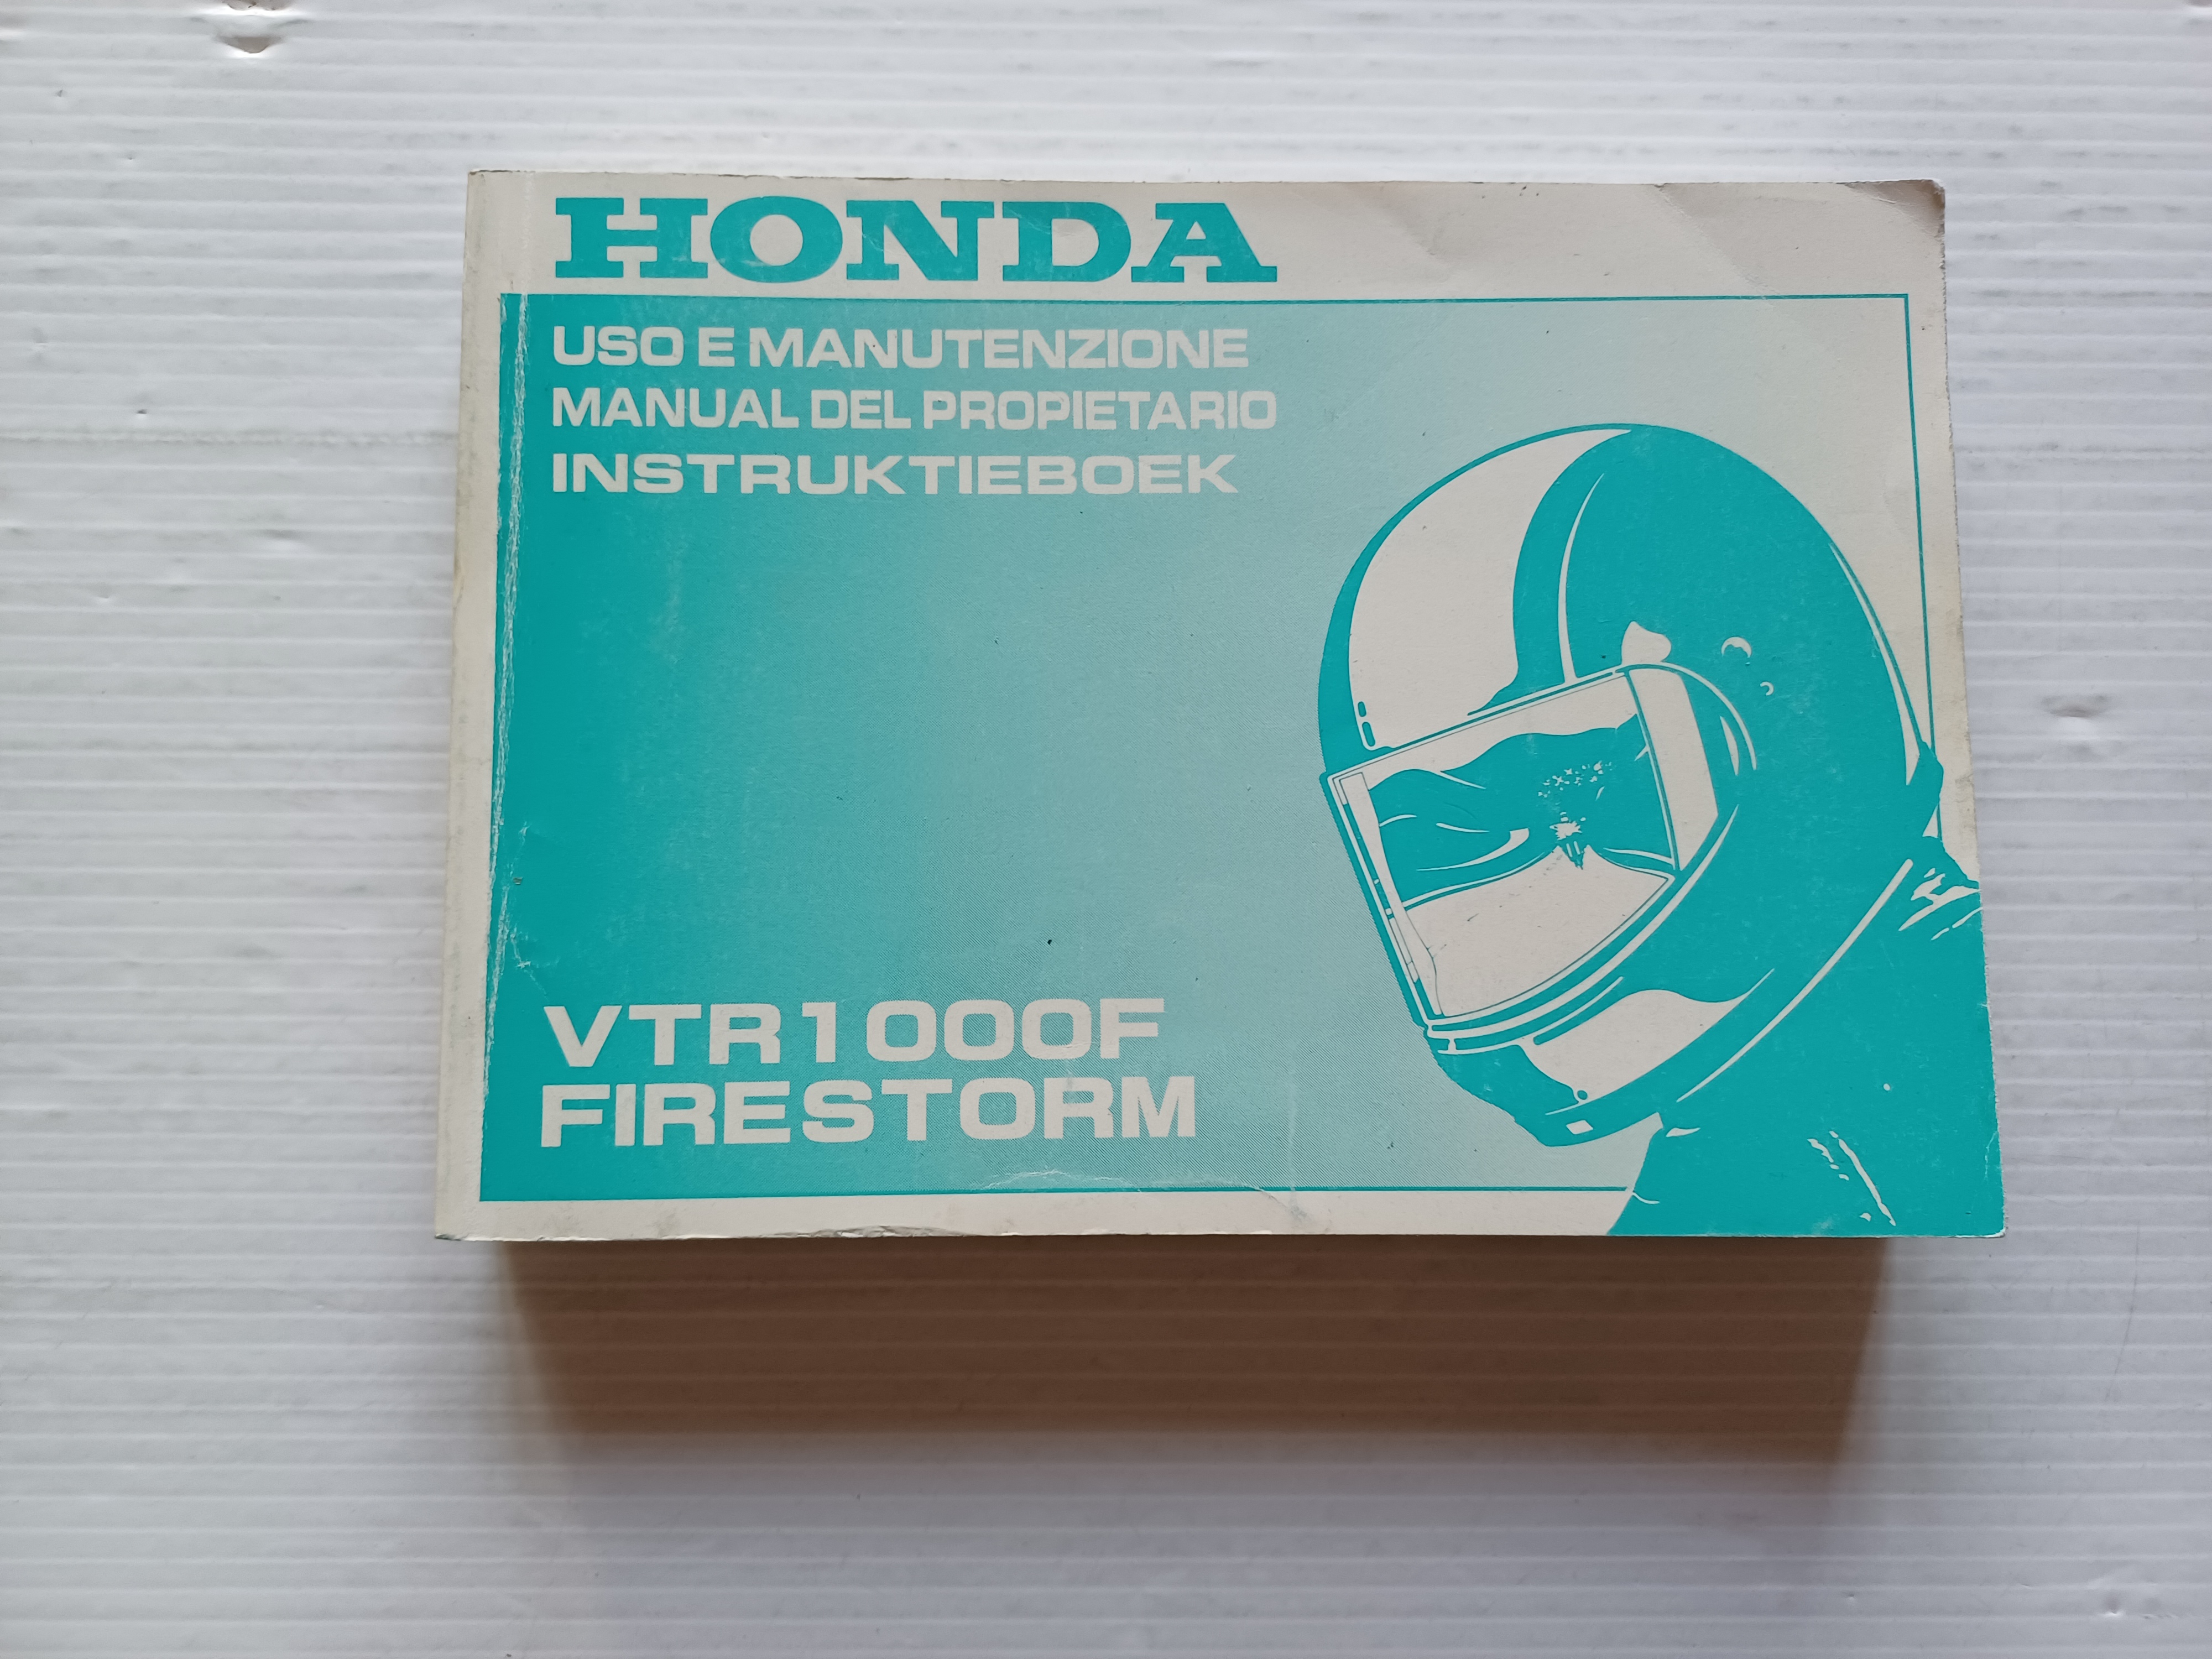 HONDA
USO E MANUTENZIONE
MANUAL DEL PROPIETARIO
INSTRUKTIEBOEK
VTR1000F
FIRESTORM